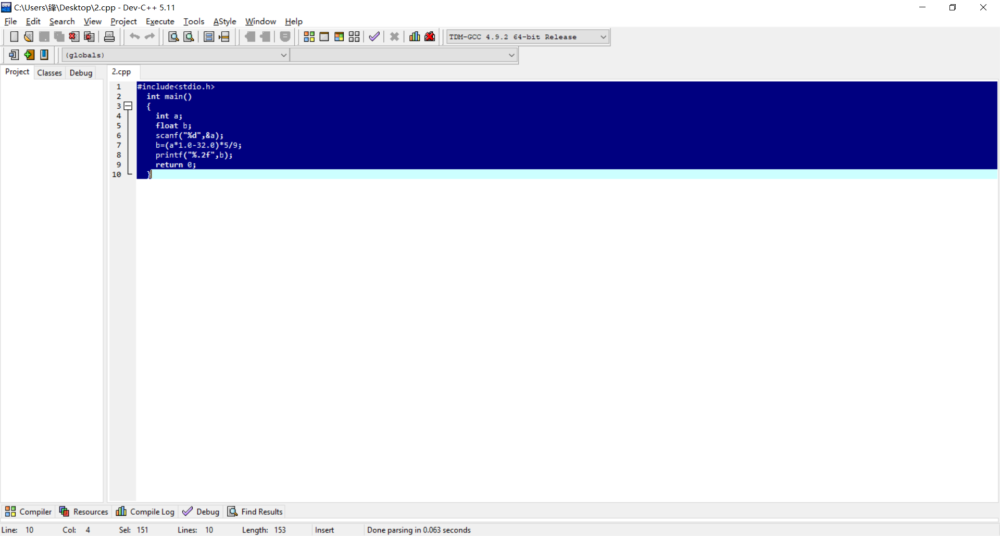 C:\Users\锋\Desktop\2.cpp - Dev-C++ 5.11
File Edit Search View Project Execute Tools AStyle Window Help
TDM-GCC 4.9.2 64-bit Release
(globals)
Project Classes Debug 2.cpp
1 #include<stdio.h>
2 int main()
3 {
4 int a;
5 float b;
6 scanf("%d",&a);
7 b=(a*1.0-32.0)*5/9;
8 printf("%.2f",b);
9 return 0;
10 }
Compiler Resources Compile Log Debug Find Results
Line: 10 Col: 4 Sel: 151 Lines: 10 Length: 153 Insert Done parsing in 0.063 seconds